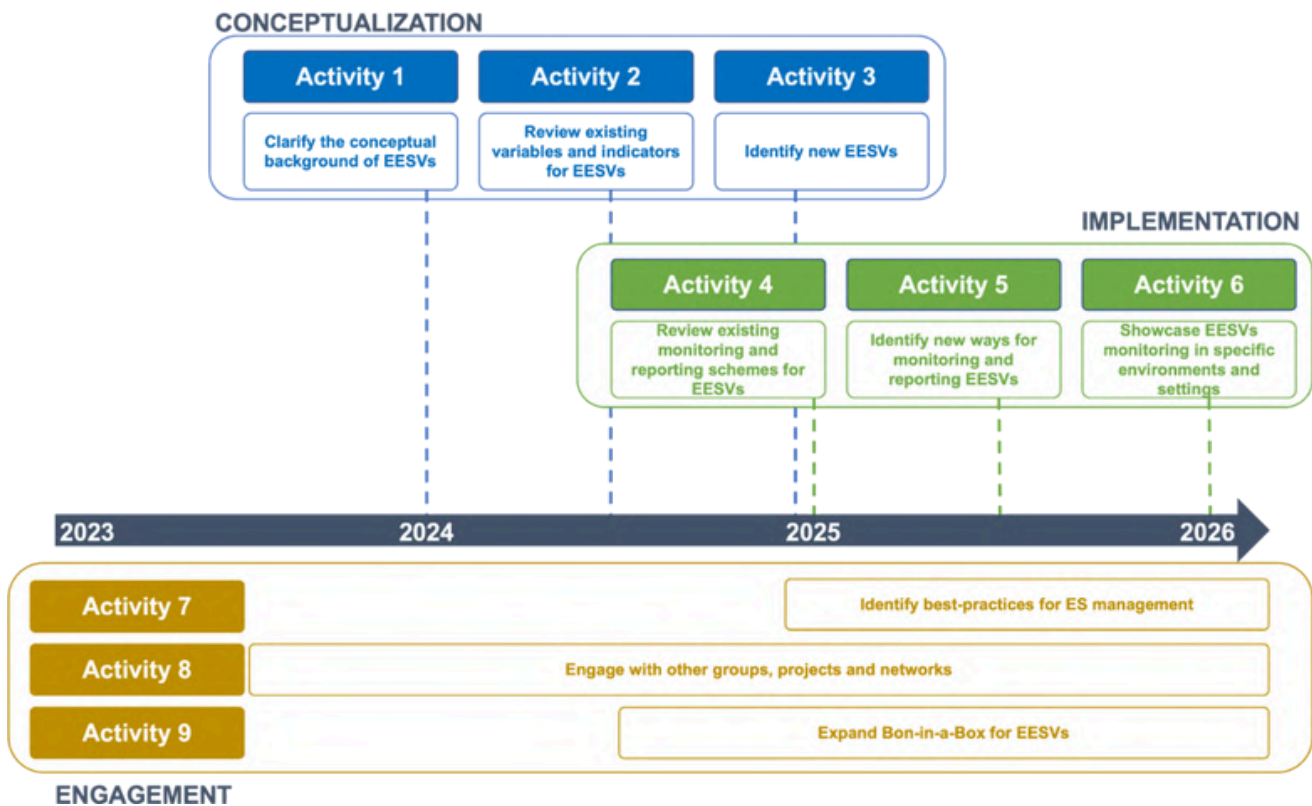 CONCEPTUALIZATION
Activity 1
Activity 2
Activity 3
Clarify the conceptual
background of EESVs
Review existing
variables and indicators
for EESVs
Identify new EESVs
IMPLEMENTATION
Activity 4
Activity 5
Activity 6
Review existing
monitoring and
reporting schemes for
EESVs
Identify new ways for
monitoring and
reporting EESVs
Showcase EESVs
monitoring in specific
environments and
settings
2023
2024
2025
2026
Activity 7
Identify best-practices for ES management
Activity 8
Engage with other groups, projects and networks
Activity 9
Expand Bon-in-a-Box for EESVs
ENGAGEMENT